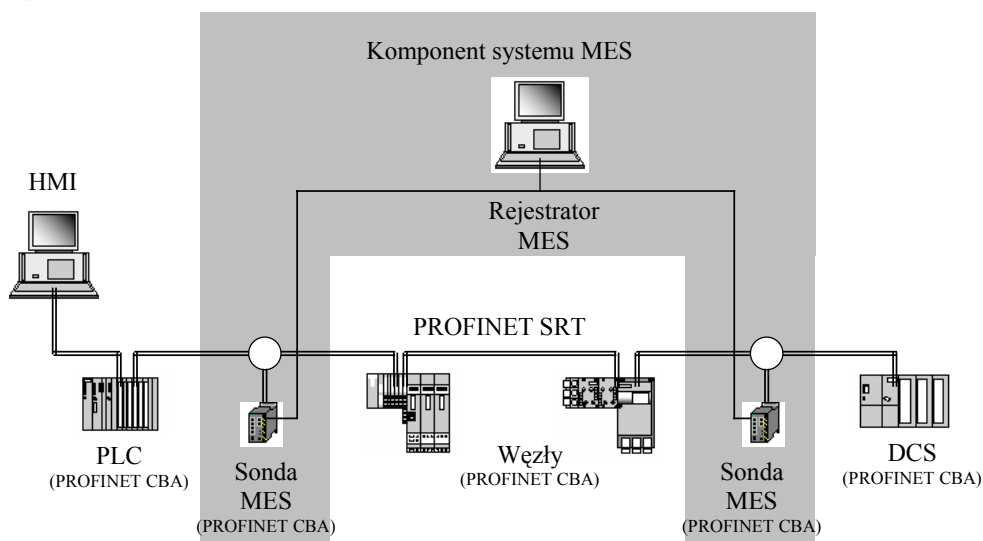 Komponent systemu MES
HMI
Rejestrator
MES
PROFINET SRT
PLC
(PROFINET CBA)
Sonda
MES
(PROFINET CBA)
Węzły
(PROFINET CBA)
Sonda
MES
(PROFINET CBA)
DCS
(PROFINET CBA)